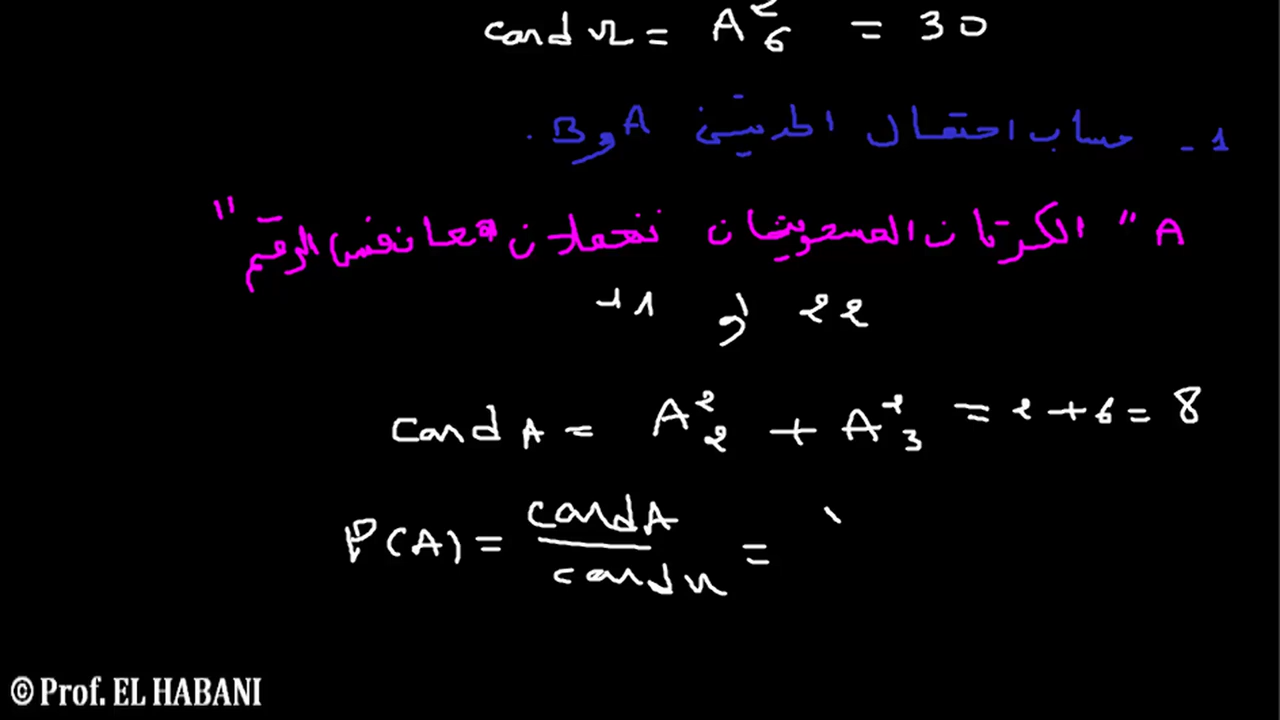 card Ω = A²₆ = 30
1- حساب احتمال الحدثين A و B.
A " الكرتان المسحوبتان تحملان معا نفس الرقم "
11 و 22
card A = A²₂ + A²₃ = 2 + 6 = 8
P(A) = card A / card Ω =
© Prof. EL HABANI